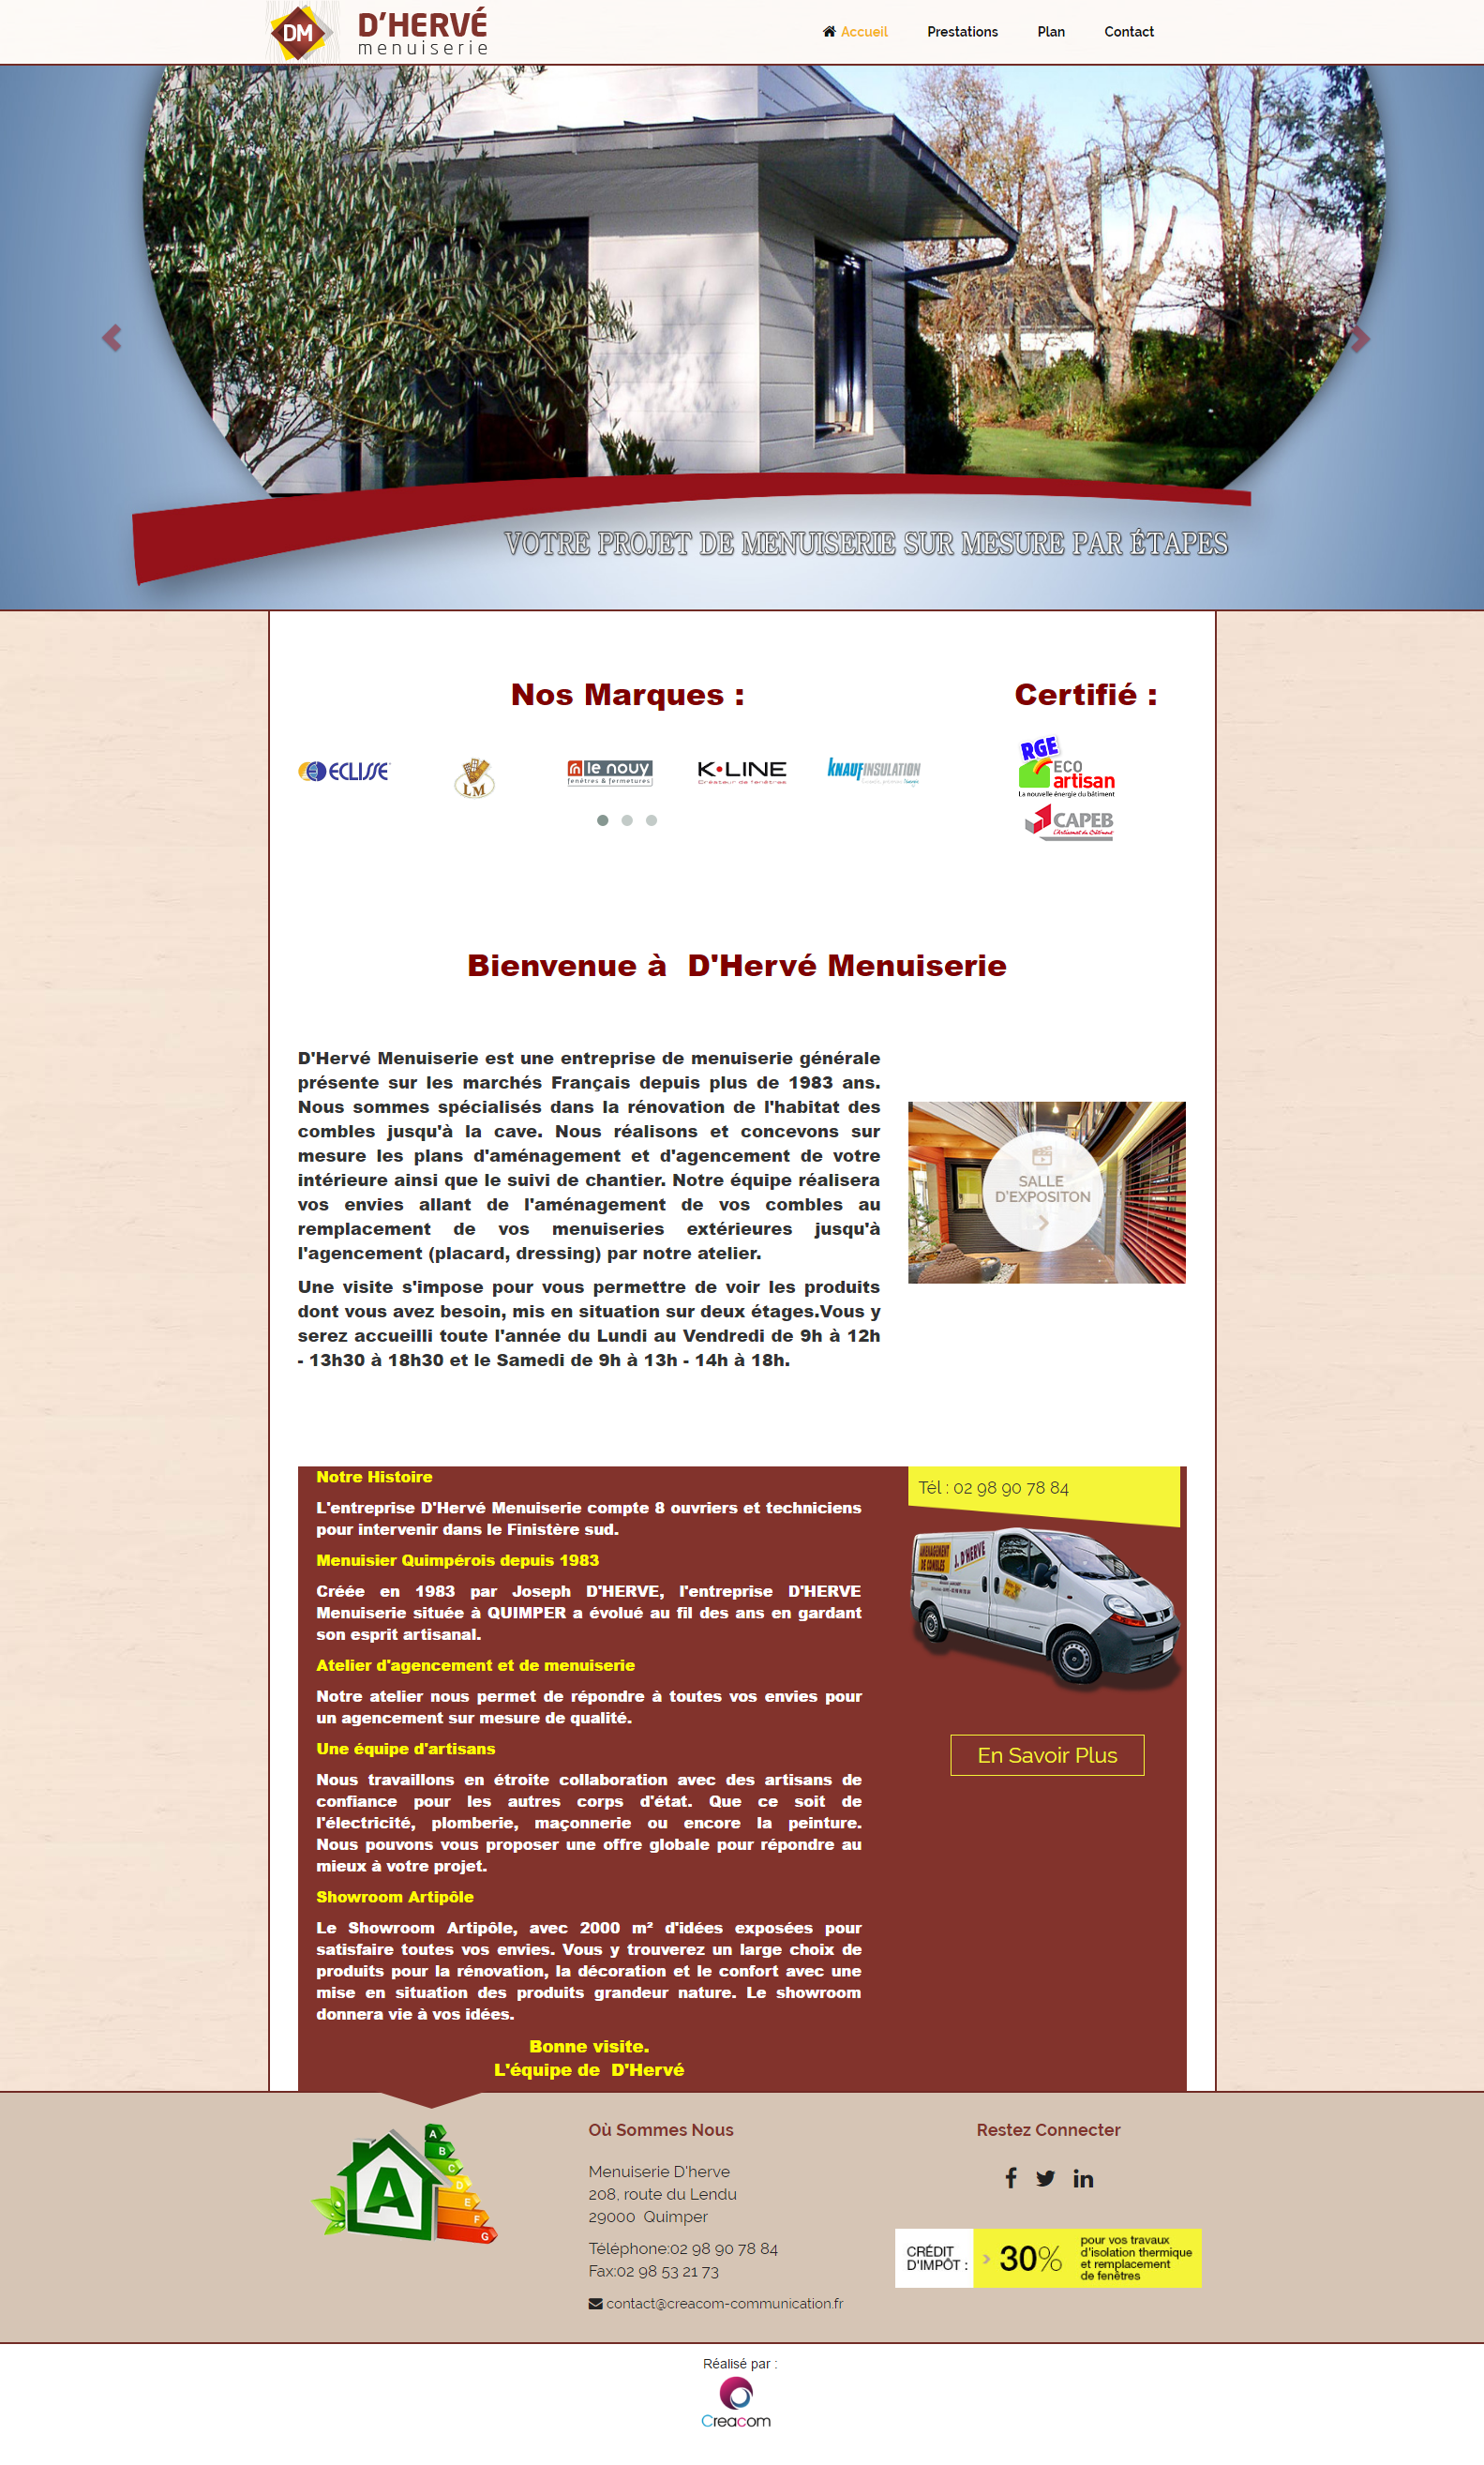 DM D'HERVÉ
menuiserie
Accueil Prestations Plan Contact
VOTRE PROJET DE MENUISERIE SUR MESURE PAR ÉTAPES
Nos Marques :
Certifié :
ECLISSE
LM
le nouy
fenêtres & fermetures
K•LINE
Créateur de fenêtres
KNAUFINSULATION
RGE
ECO
artisan
La nouvelle énergie du bâtiment
CAPEB
L'Artisanat du Bâtiment
Bienvenue à  D'Hervé Menuiserie
D'Hervé Menuiserie est une entreprise de menuiserie générale
présente sur les marchés Français depuis plus de 1983 ans.
Nous sommes spécialisés dans la rénovation de l'habitat des
combles jusqu'à la cave. Nous réalisons et concevons sur
mesure les plans d'aménagement et d'agencement de votre
intérieure ainsi que le suivi de chantier. Notre équipe réalisera
vos envies allant de l'aménagement de vos combles au
remplacement de vos menuiseries extérieures jusqu'à
l'agencement (placard, dressing) par notre atelier.
Une visite s'impose pour vous permettre de voir les produits
dont vous avez besoin, mis en situation sur deux étages.Vous y
serez accueilli toute l'année du Lundi au Vendredi de 9h à 12h
- 13h30 à 18h30 et le Samedi de 9h à 13h - 14h à 18h.
SALLE
D'EXPOSITON
Notre Histoire
L'entreprise D'Hervé Menuiserie compte 8 ouvriers et techniciens
pour intervenir dans le Finistère sud.
Menuisier Quimpérois depuis 1983
Créée en 1983 par Joseph D'HERVE, l'entreprise D'HERVE
Menuiserie située à QUIMPER a évolué au fil des ans en gardant
son esprit artisanal.
Atelier d'agencement et de menuiserie
Notre atelier nous permet de répondre à toutes vos envies pour
un agencement sur mesure de qualité.
Une équipe d'artisans
Nous travaillons en étroite collaboration avec des artisans de
confiance pour les autres corps d'état. Que ce soit de
l'électricité, plomberie, maçonnerie ou encore la peinture.
Nous pouvons vous proposer une offre globale pour répondre au
mieux à votre projet.
Showroom Artipôle
Le Showroom Artipôle, avec 2000 m² d'idées exposées pour
satisfaire toutes vos envies. Vous y trouverez un large choix de
produits pour la rénovation, la décoration et le confort avec une
mise en situation des produits grandeur nature. Le showroom
donnera vie à vos idées.
Bonne visite.
L'équipe de  D'Hervé
Tél : 02 98 90 78 84
AMENAGEMENT
DE COMBLES
J. D'HERVE
En Savoir Plus
A
A
B
C
D
E
F
G
Où Sommes Nous
Menuiserie D'herve
208, route du Lendu
29000  Quimper
Téléphone:02 98 90 78 84
Fax:02 98 53 21 73
contact@creacom-communication.fr
Restez Connecter
CRÉDIT
D'IMPÔT :
30%
pour vos travaux
d'isolation thermique
et remplacement
de fenêtres
Réalisé par :
Creacom